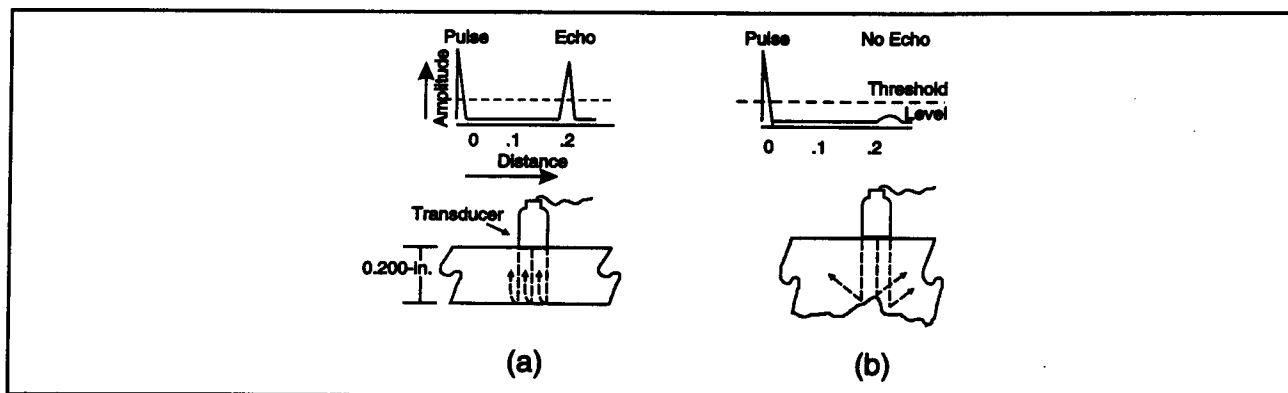 Pulse Echo
Amplitude
0 .1 .2
Distance
Transducer
0.200-in.
(a)
Pulse No Echo
Threshold
Level
0 .1 .2
(b)